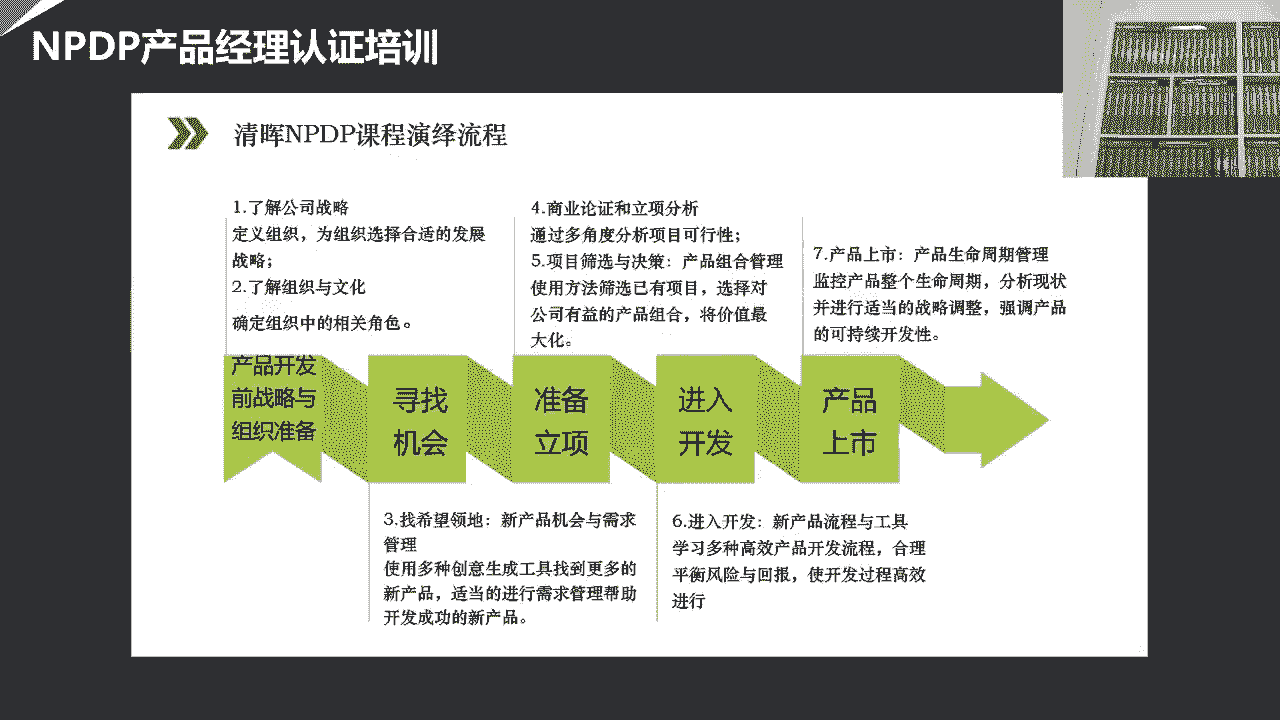 NPDP产品经理认证培训
清晖NPDP课程演绎流程
1.了解公司战略
定义组织，为组织选择合适的发展
战略；
2.了解组织与文化
确定组织中的相关角色。
4.商业论证和立项分析
通过多角度分析项目可行性；
5.项目筛选与决策：产品组合管理
使用方法筛选已有项目，选择对
公司有益的产品组合，将价值最
大化。
7.产品上市：产品生命周期管理
监控产品整个生命周期，分析现状
并进行适当的战略调整，强调产品
的可持续开发性。
产品开发
前战略与
组织准备
寻找
机会
准备
立项
进入
开发
产品
上市
3.找希望领地：新产品机会与需求
管理
使用多种创意生成工具找到更多的
新产品，适当的进行需求管理帮助
开发成功的新产品。
6.进入开发：新产品流程与工具
学习多种高效产品开发流程，合理
平衡风险与回报，使开发过程高效
进行